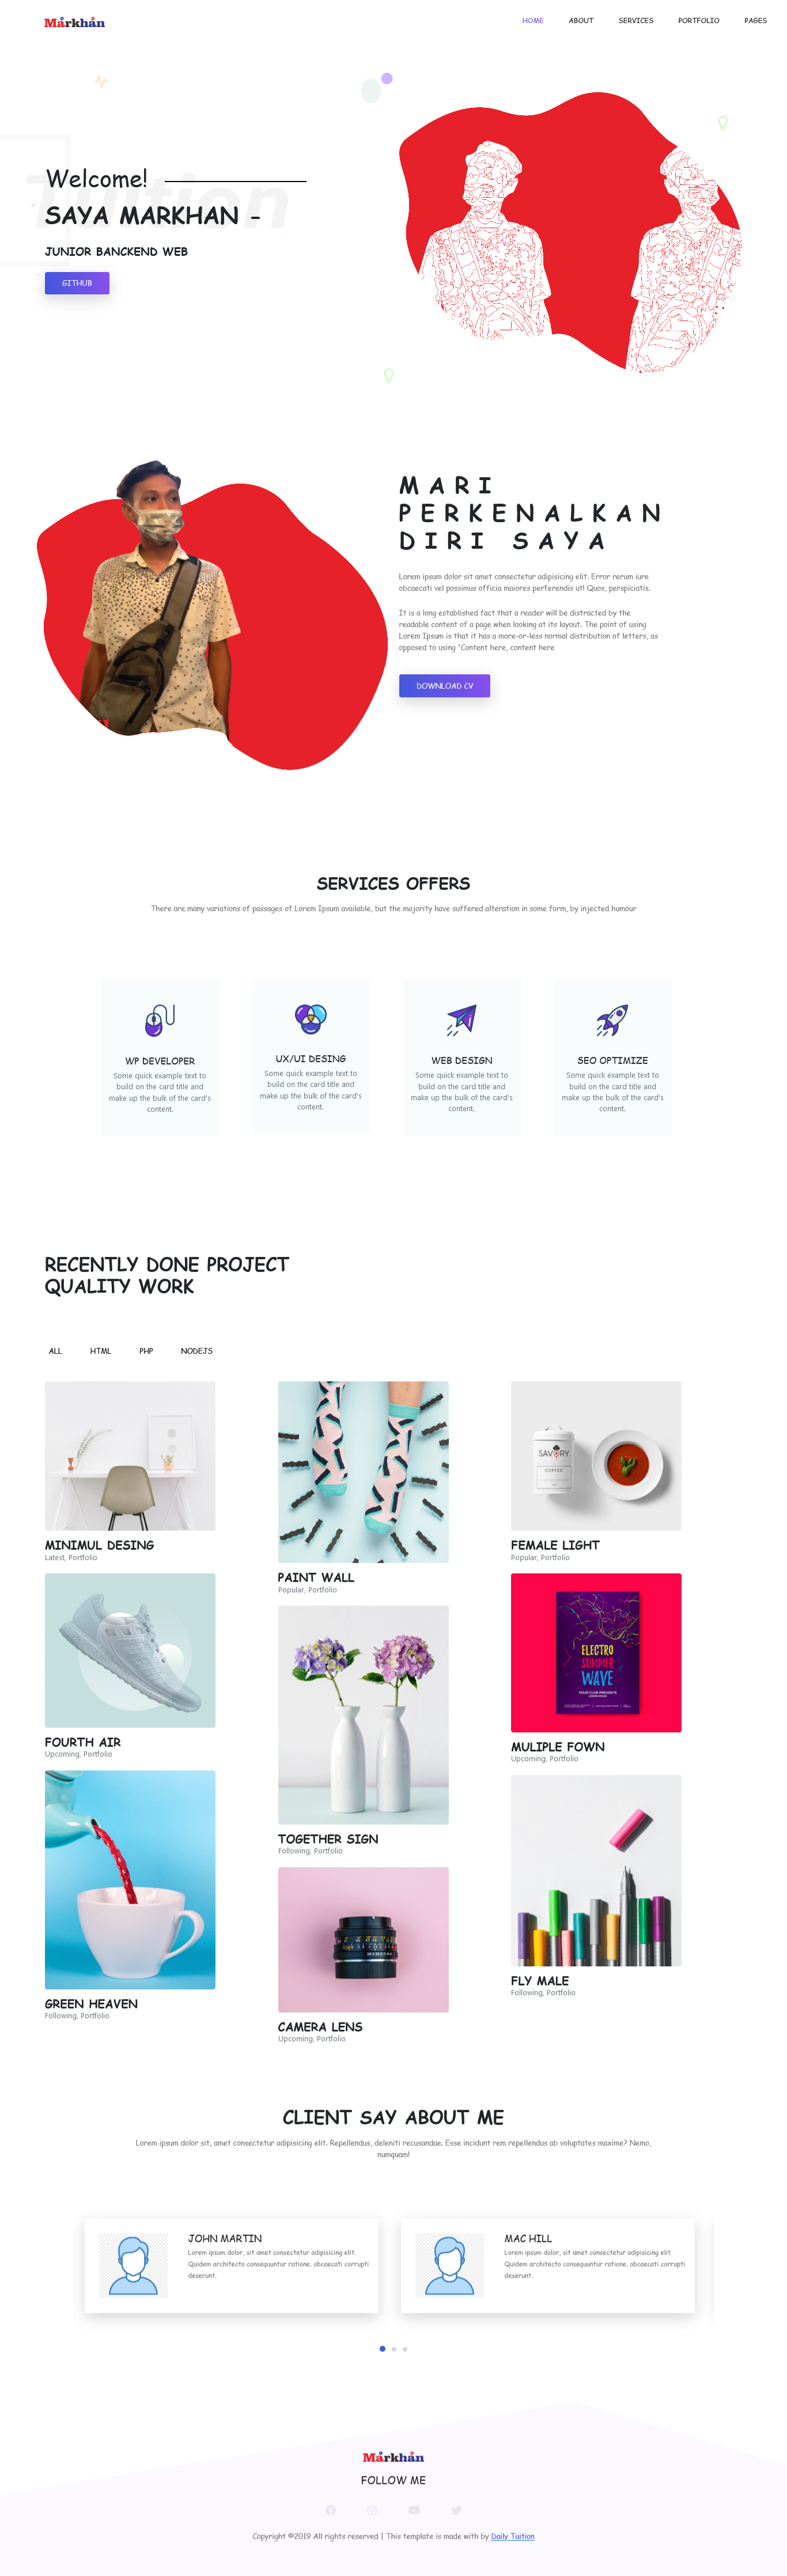 Mårkhån
HOME ABOUT SERVICES PORTFOLIO PAGES
Tuition
Welcome!
SAYA MARKHAN -
JUNIOR BANCKEND WEB
GITHUB
MARI
PERKENALKAN
DIRI SAYA
Lorem ipsum dolor sit amet consectetur adipisicing elit. Error rerum iure
obcaecati vel possimus officia maiores perferendis ut! Quos, perspiciatis.
It is a long established fact that a reader will be distracted by the
readable content of a page when looking at its layout. The point of using
Lorem Ipsum is that it has a more-or-less normal distribution of letters, as
opposed to using 'Content here, content here
DOWNLOAD CV
SERVICES OFFERS
There are many variations of passages of Lorem Ipsum available, but the majority have suffered alteration in some form, by injected humour
WP DEVELOPER
Some quick example text to
build on the card title and
make up the bulk of the card's
content.
UX/UI DESING
Some quick example text to
build on the card title and
make up the bulk of the card's
content.
WEB DESIGN
Some quick example text to
build on the card title and
make up the bulk of the card's
content.
SEO OPTIMIZE
Some quick example text to
build on the card title and
make up the bulk of the card's
content.
RECENTLY DONE PROJECT
QUALITY WORK
ALL HTML PHP NODEJS
MINIMUL DESING
Latest, Portfolio
FOURTH AIR
Upcoming, Portfolio
GREEN HEAVEN
Following, Portfolio
PAINT WALL
Popular, Portfolio
TOGETHER SIGN
Following, Portfolio
CAMERA LENS
Upcoming, Portfolio
SAVORY
COFFEE
FEMALE LIGHT
Popular, Portfolio
ELECTRO
SUMMER
WAVE
YOUR CLUB PRESENTS
MULIPLE FOWN
Upcoming, Portfolio
FLY MALE
Following, Portfolio
CLIENT SAY ABOUT ME
Lorem ipsum dolor sit, amet consectetur adipisicing elit. Repellendus, deleniti recusandae. Esse incidunt rem repellendus ab voluptates maxime? Nemo,
numquam!
JOHN MARTIN
Lorem ipsum dolor, sit amet consectetur adipisicing elit.
Quidem architecto consequuntur ratione, obcaecati corrupti
deserunt.
MAC HILL
Lorem ipsum dolor, sit amet consectetur adipisicing elit.
Quidem architecto consequuntur ratione, obcaecati corrupti
deserunt.
Mårkhån
FOLLOW ME
Copyright ©2019 All rights reserved | This template is made with by Daily Tuition